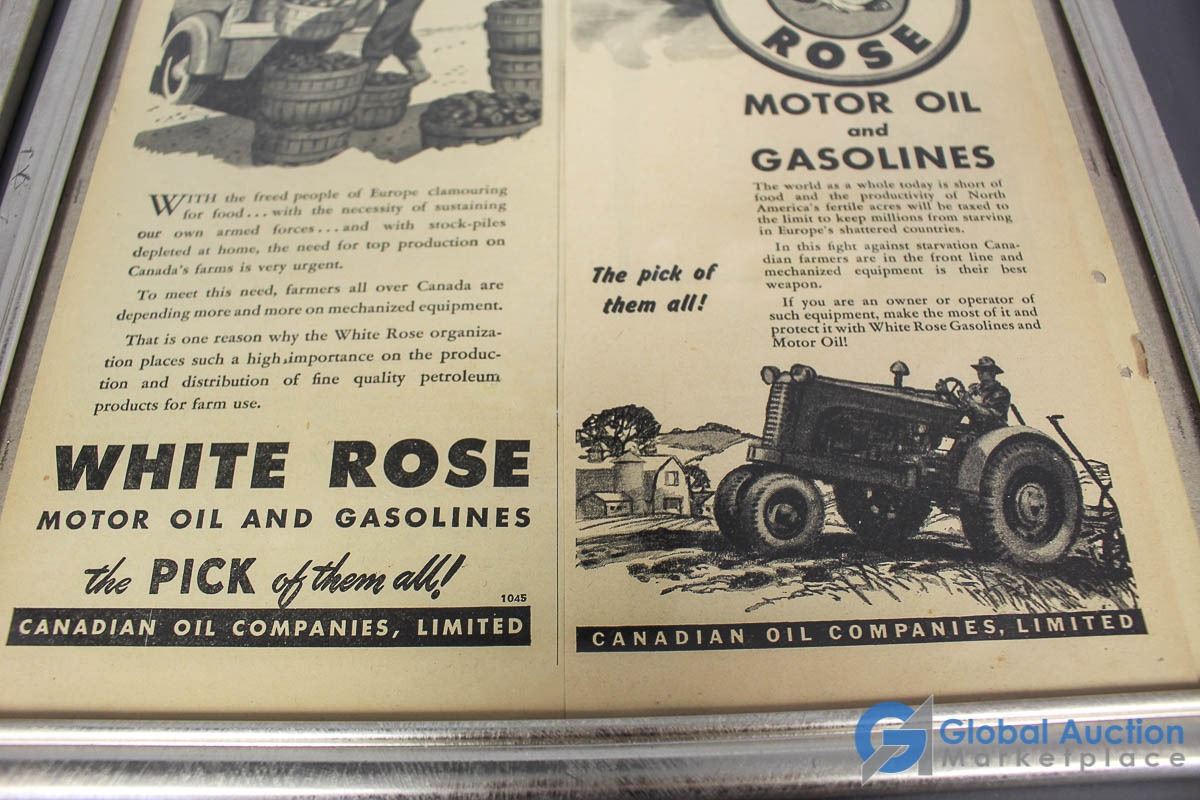 WITH the freed people of Europe clamouring
for food... with the necessity of sustaining
our own armed forces... and with stock-piles
depleted at home, the need for top production on
Canada's farms is very urgent.
To meet this need, farmers all over Canada are
depending more and more on mechanized equipment.
That is one reason why the White Rose organiza-
tion places such a high importance on the produc-
tion and distribution of fine quality petroleum
products for farm use.
WHITE ROSE
MOTOR OIL AND GASOLINES
the PICK of them all!
1045
CANADIAN OIL COMPANIES, LIMITED
ROSE
MOTOR OIL
and
GASOLINES
The world as a whole today is short of
food and the productivity of North
America's fertile acres will be taxed to
the limit to keep millions from starving
in Europe's shattered countries.
In this fight against starvation Cana-
dian farmers are in the front line and
mechanized equipment is their best
weapon.
If you are an owner or operator of
such equipment, make the most of it and
protect it with White Rose Gasolines and
Motor Oil!
The pick of
them all!
CANADIAN OIL COMPANIES, LIMITED
Global Auction
Marketplace